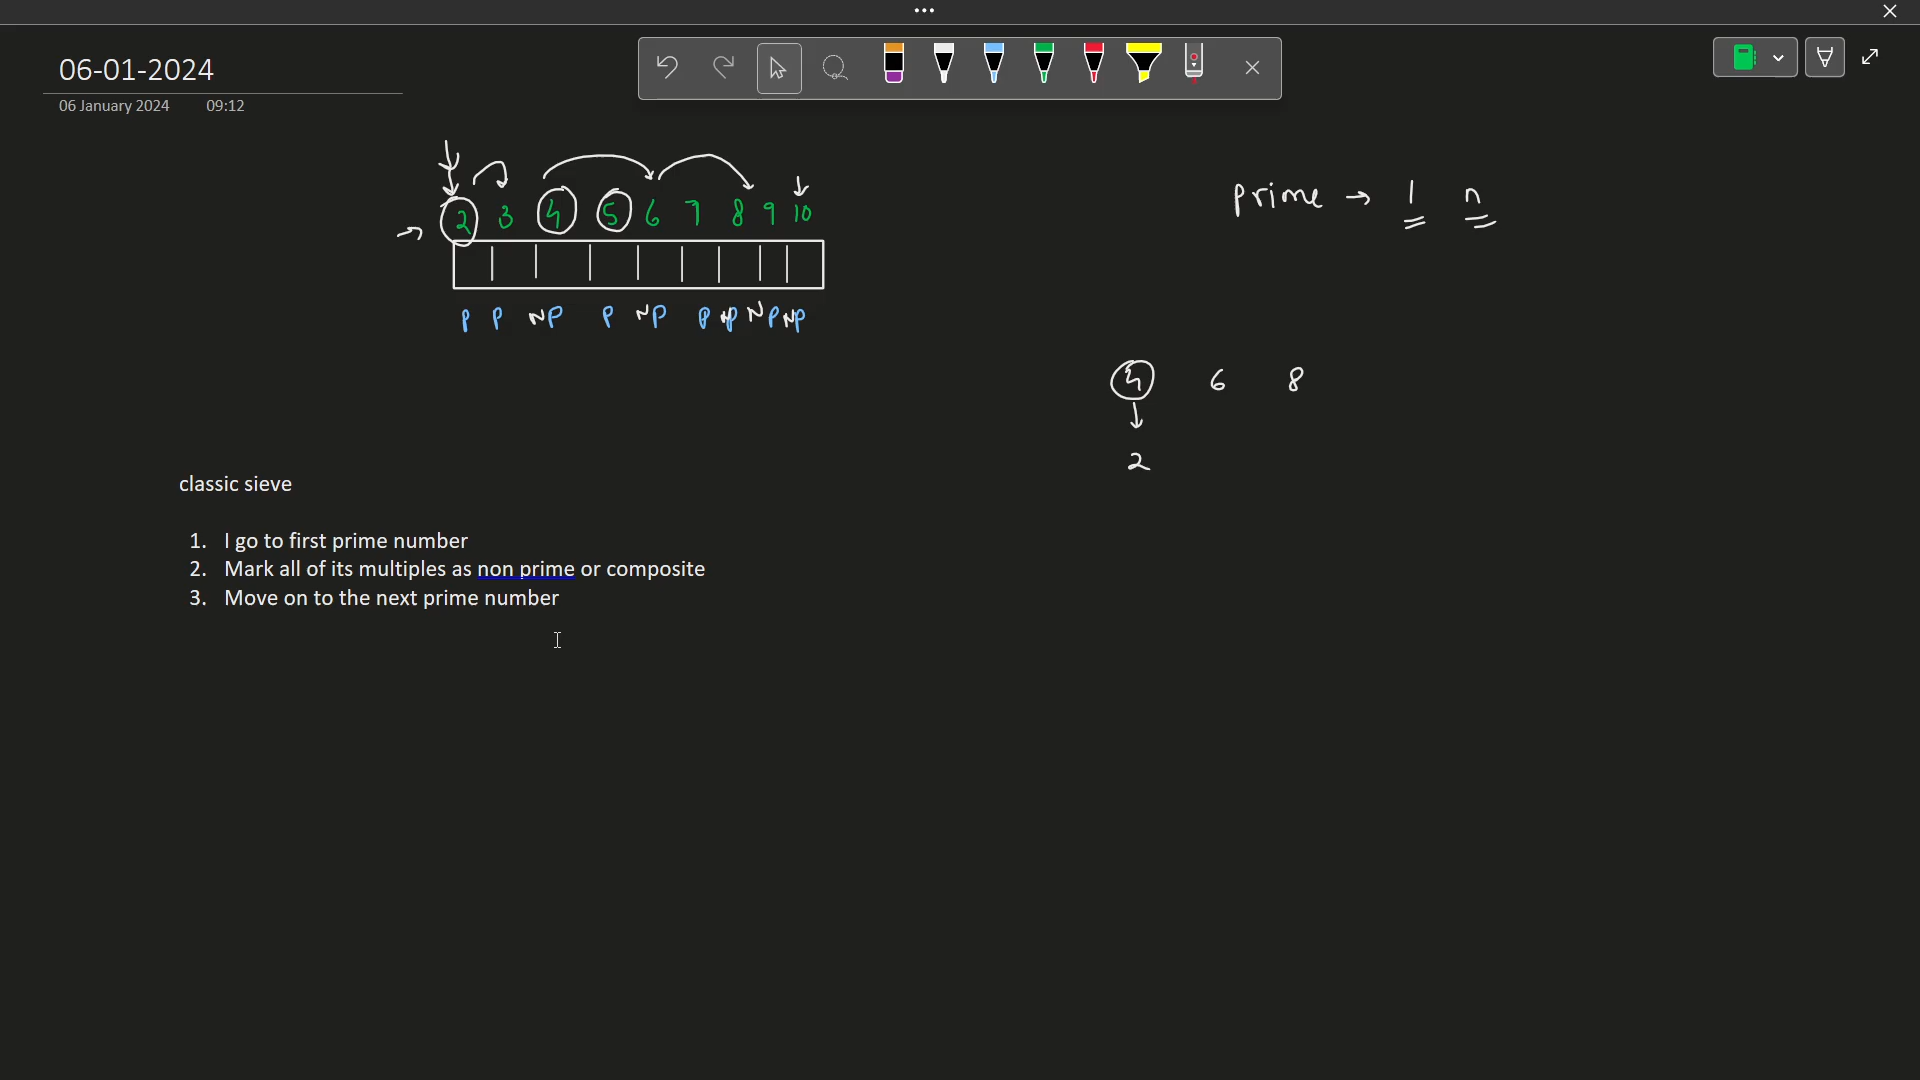 06-01-2024
06 January 2024 09:12
2 3 4 5 6 7 8 9 10
P P NP P NP P NP NP NP
prime → 1 n
4 6 8
2
classic sieve
1. I go to first prime number
2. Mark all of its multiples as non prime or composite
3. Move on to the next prime number